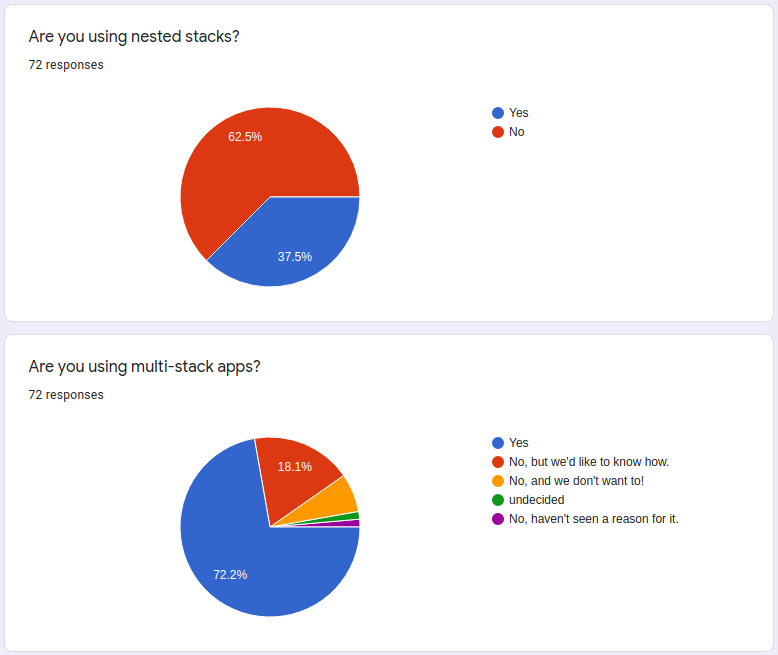 Are you using nested stacks?
72 responses
62.5%
37.5%
Yes
No
Are you using multi-stack apps?
72 responses
18.1%
72.2%
Yes
No, but we'd like to know how.
No, and we don't want to!
undecided
No, haven't seen a reason for it.